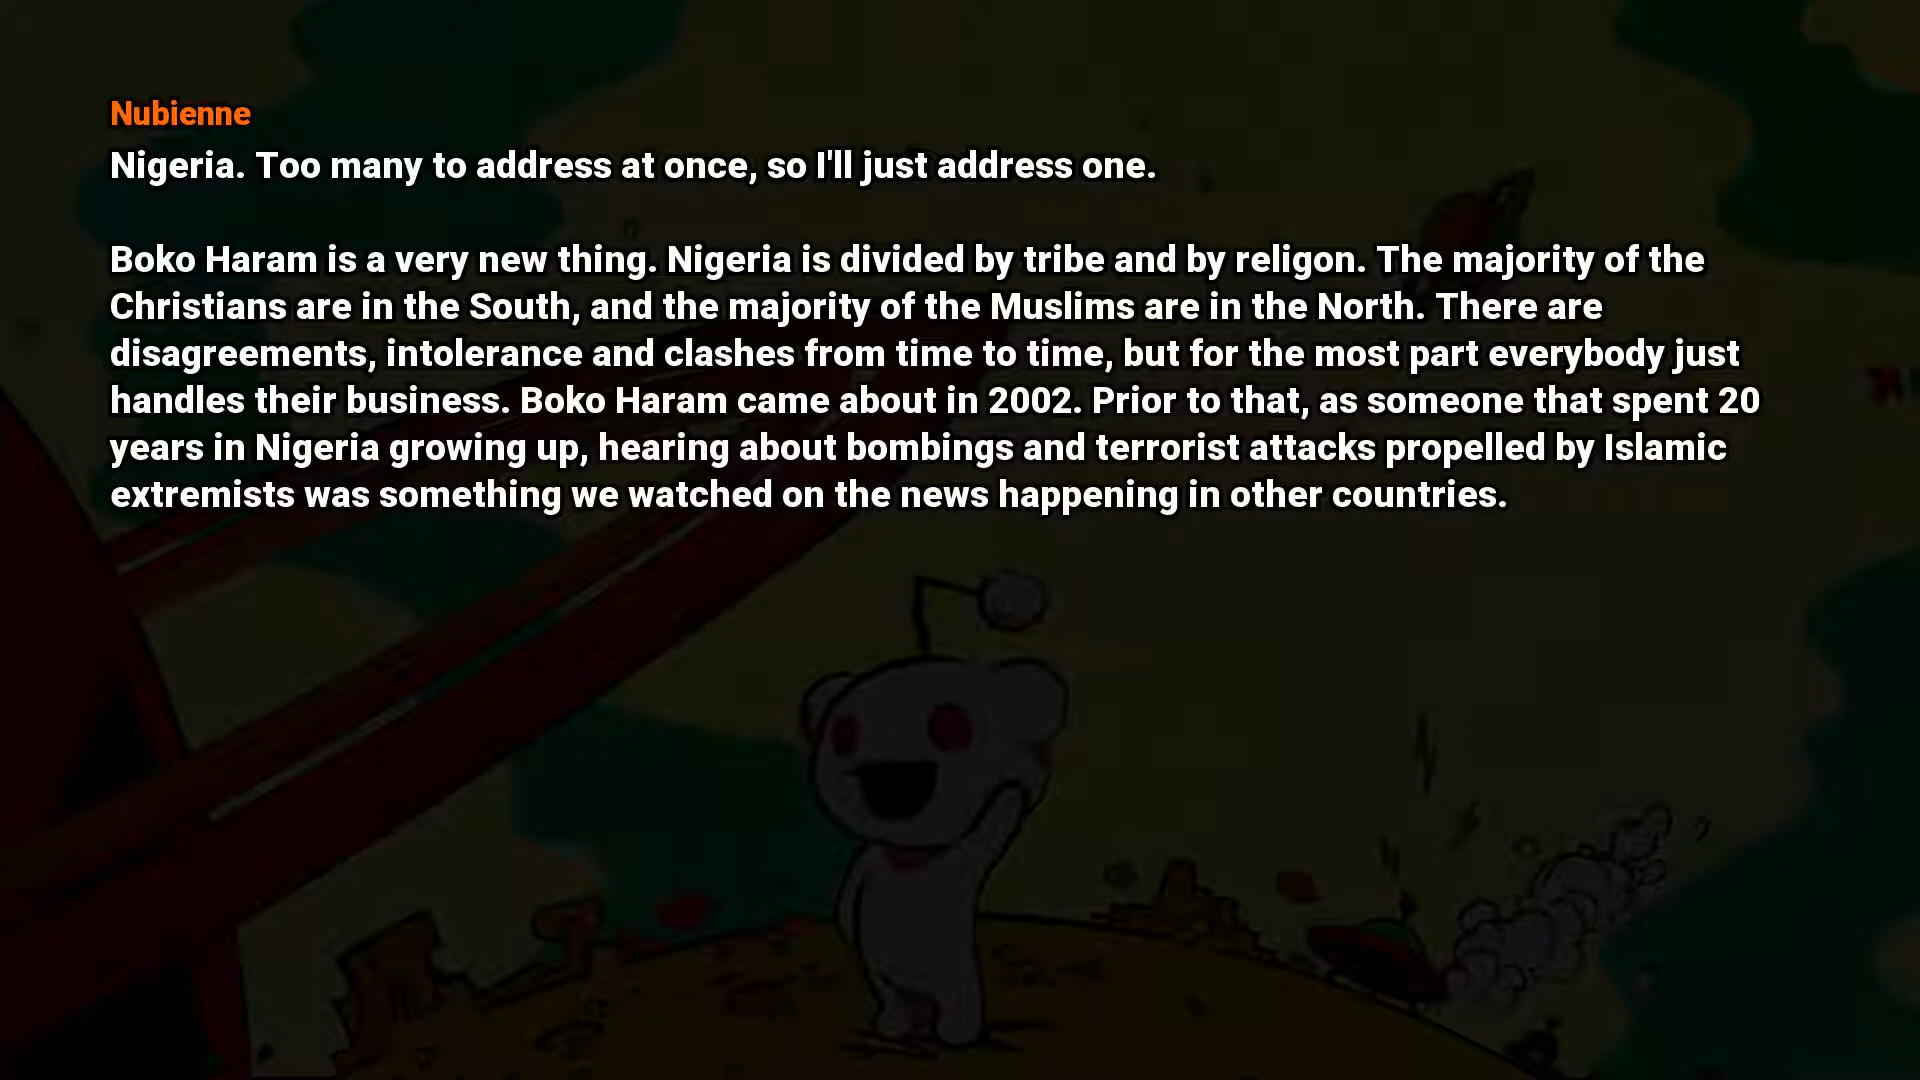 Nubienne
Nigeria. Too many to address at once, so I'll just address one.
Boko Haram is a very new thing. Nigeria is divided by tribe and by religon. The majority of the
Christians are in the South, and the majority of the Muslims are in the North. There are
disagreements, intolerance and clashes from time to time, but for the most part everybody just
handles their business. Boko Haram came about in 2002. Prior to that, as someone that spent 20
years in Nigeria growing up, hearing about bombings and terrorist attacks propelled by Islamic
extremists was something we watched on the news happening in other countries.